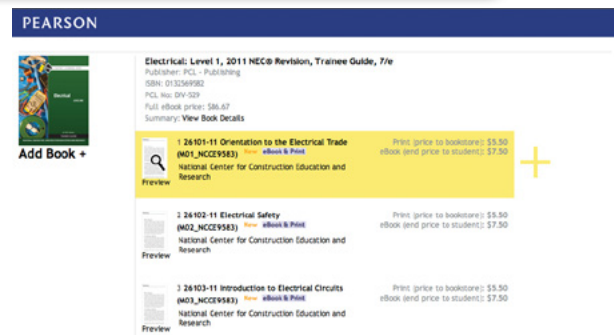 PEARSON
Electrical: Level 1, 2011 NEC® Revision, Trainee Guide, 7/e
Publisher: PCL - Publishing
ISBN: 0132569582
PCL No: DIV-529
Full eBook price: $86.67
Summary: View Book Details
Electrical
Add Book +
1 26101-11 Orientation to the Electrical Trade
(M01_NCCE9583) New eBook & Print
National Center for Construction Education and
Research
Print (price to bookstore): $5.50
eBook (end price to student): $7.50
Preview
2 26102-11 Electrical Safety
(M02_NCCE9583) New eBook & Print
National Center for Construction Education and
Research
Print (price to bookstore): $5.50
eBook (end price to student): $7.50
Preview
3 26103-11 Introduction to Electrical Circuits
(M03_NCCE9583) New eBook & Print
National Center for Construction Education and
Research
Print (price to bookstore): $5.50
eBook (end price to student): $7.50
Preview